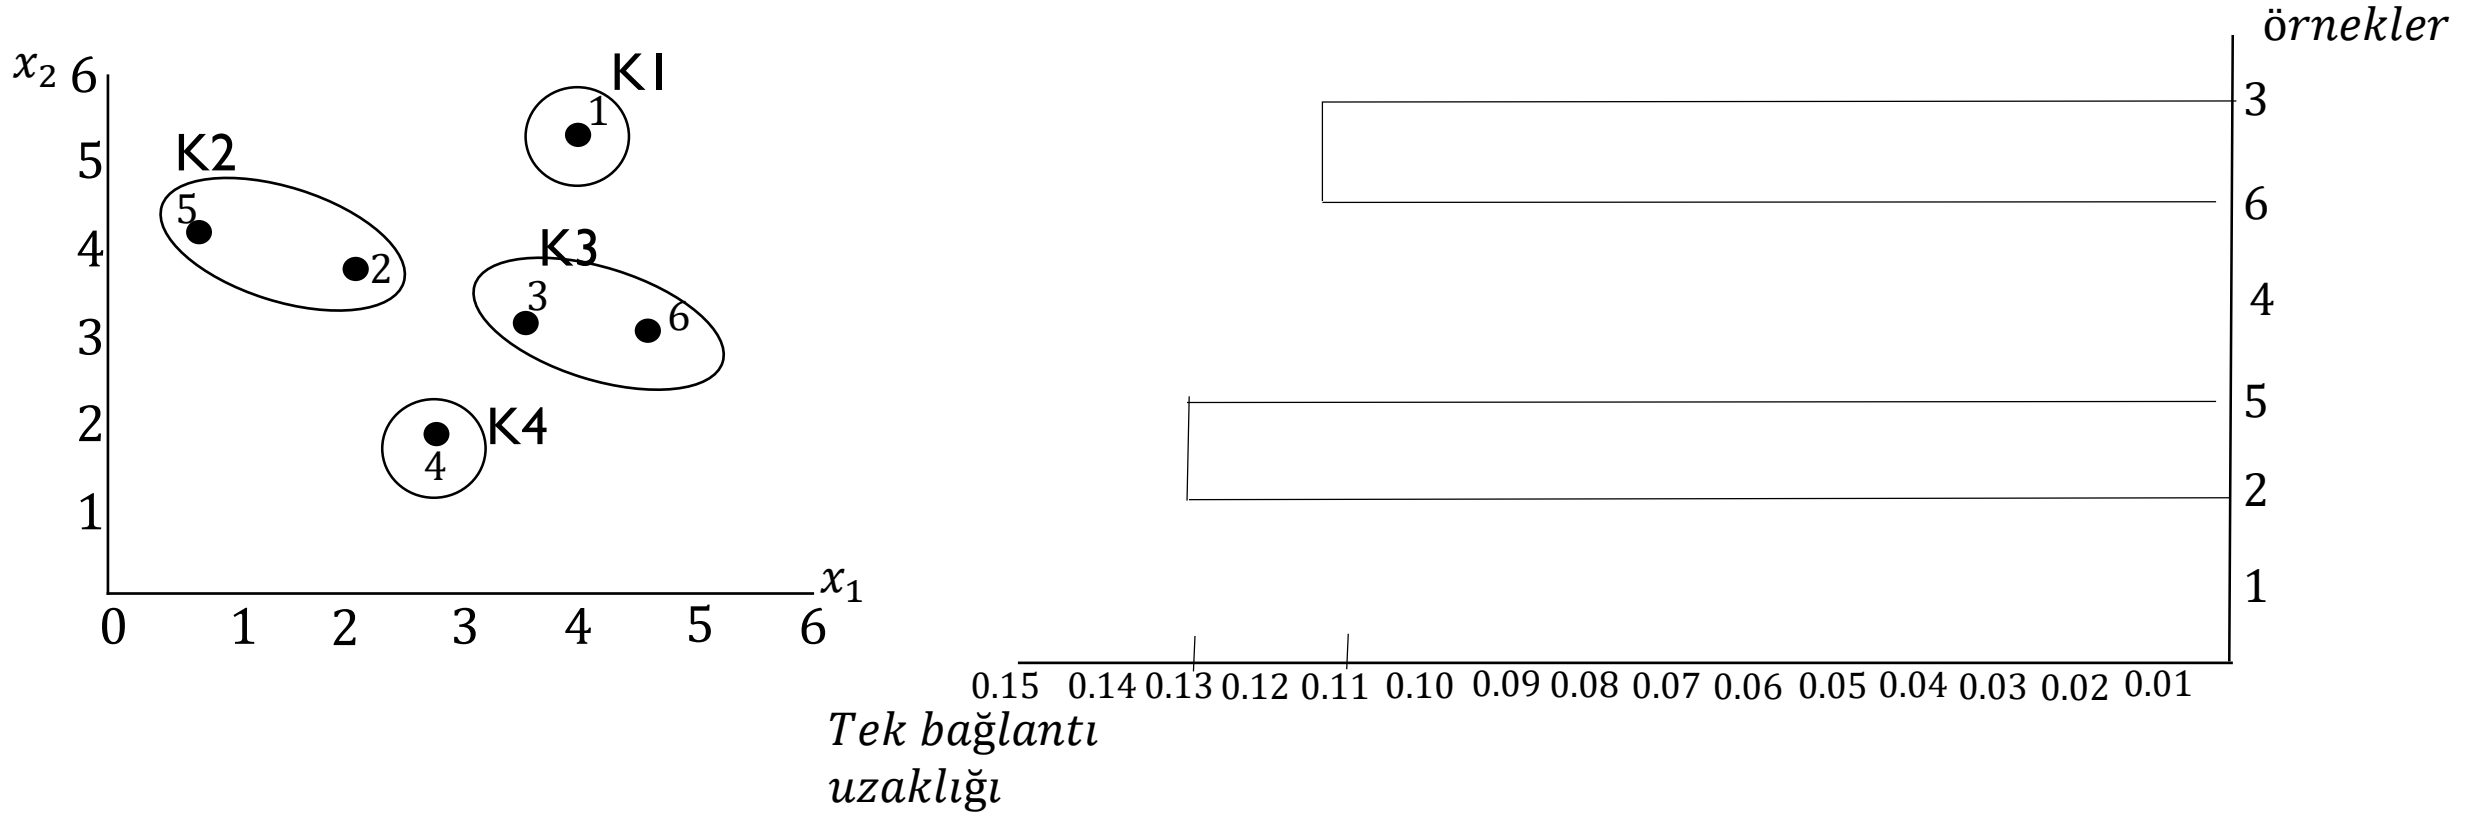 x₂ 6
5
4
3
2
1
0 1 2 3 4 5 6
x₁
K1
1
K2
5
2
K3
3
6
K4
4
örnekler
3
6
4
5
2
1
0.15 0.14 0.13 0.12 0.11 0.10 0.09 0.08 0.07 0.06 0.05 0.04 0.03 0.02 0.01
Tek bağlantı
uzaklığı